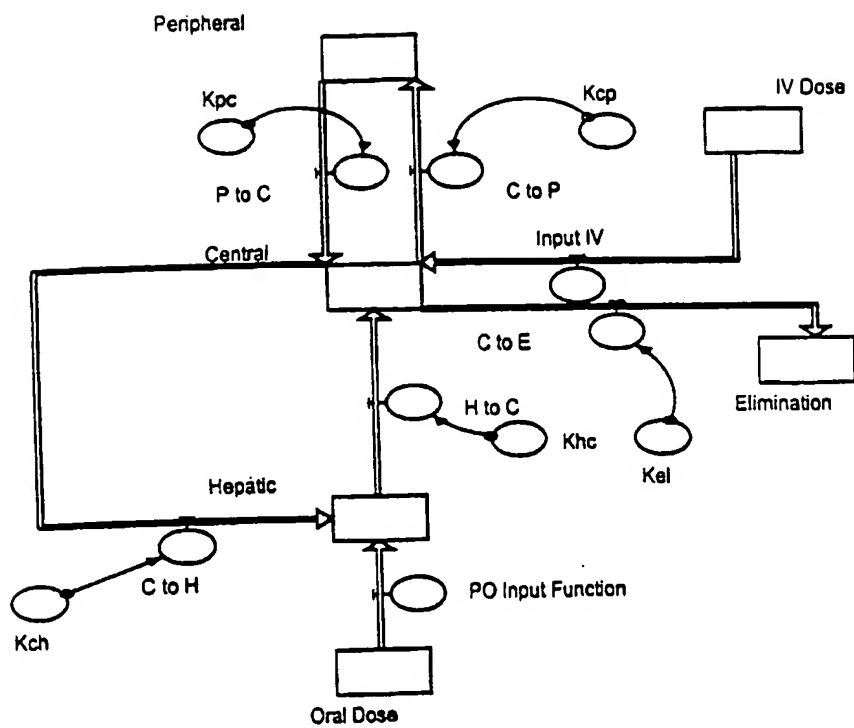 Peripheral
IV Dose
Kpc
Kcp
P to C
C to P
Input IV
Central
C to E
Elimination
H to C
Khc
Kel
Hepatic
C to H
Kch
PO Input Function
Oral Dose